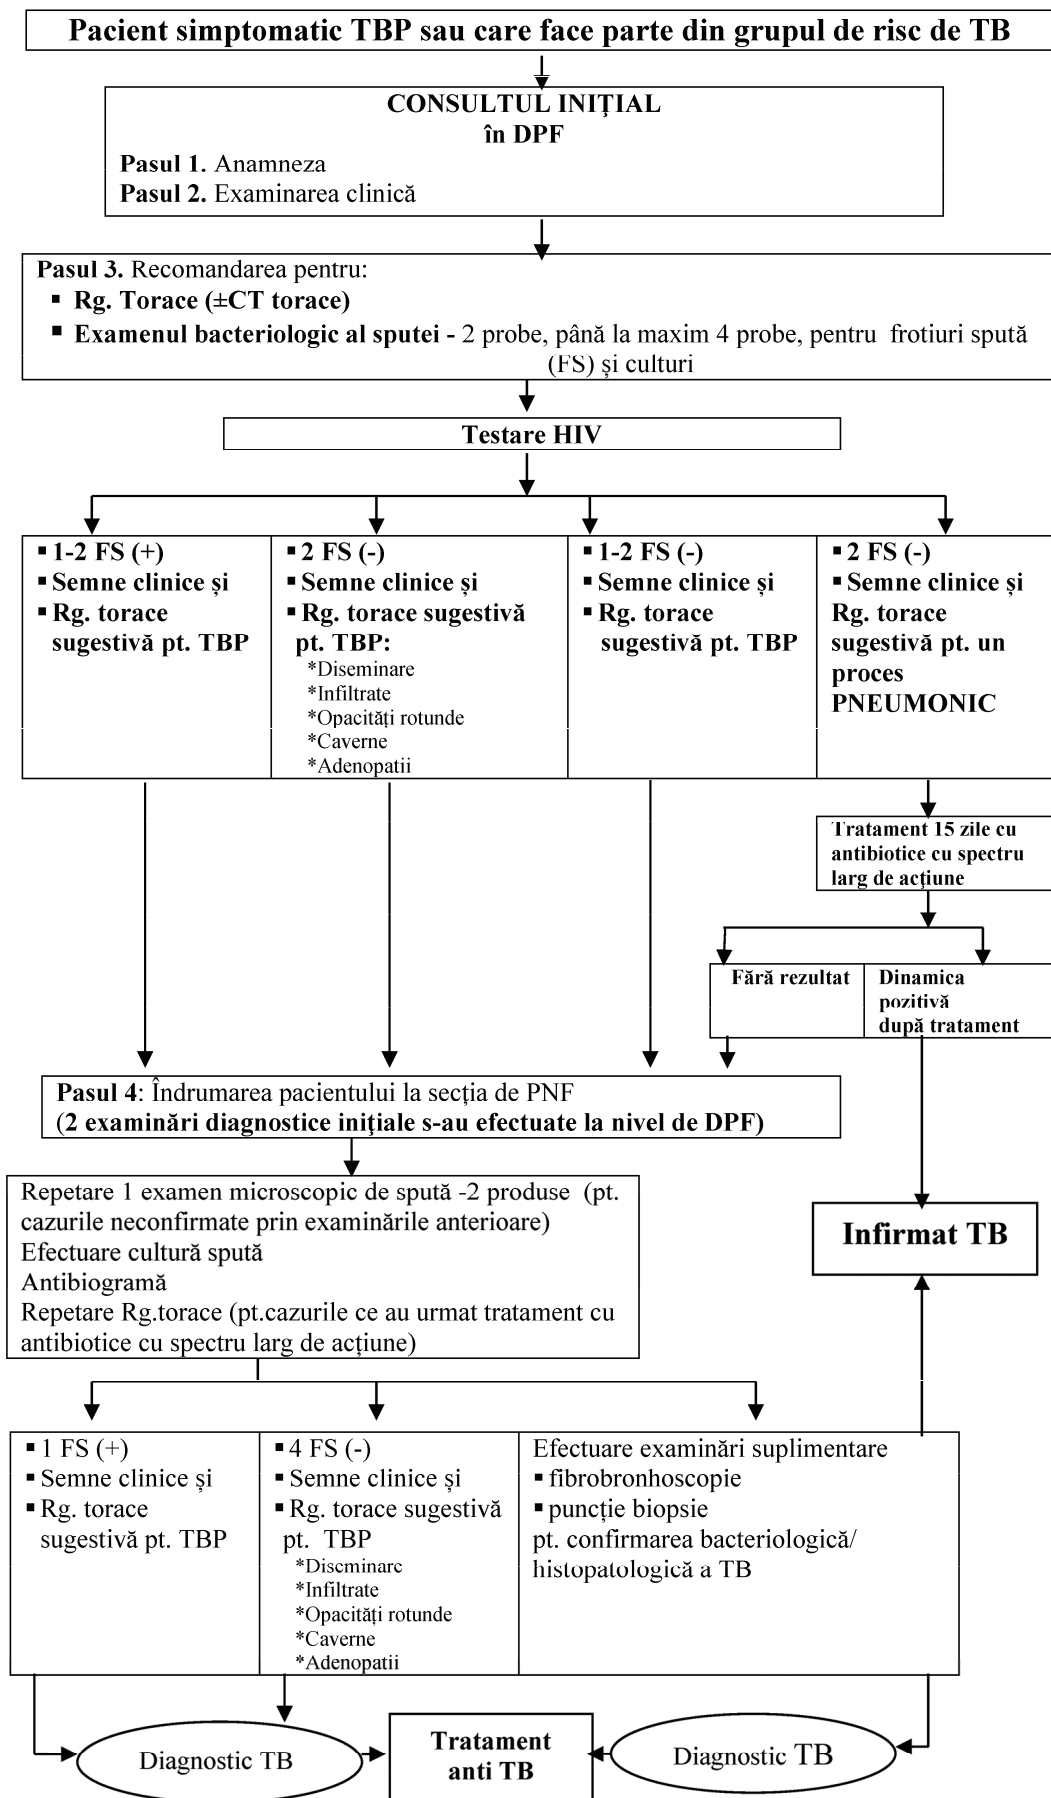 Pacient simptomatic TBP sau care face parte din grupul de risc de TB
CONSULTUL INIŢIAL
în DPF
Pasul 1. Anamneza
Pasul 2. Examinarea clinică
Pasul 3. Recomandarea pentru:
▪ Rg. Torace (±CT torace)
▪ Examenul bacteriologic al sputei - 2 probe, până la maxim 4 probe, pentru frotiuri spută
(FS) și culturi
Testare HIV
▪ 1-2 FS (+)
▪ Semne clinice și
▪ Rg. torace
sugestivă pt. TBP
▪ 2 FS (-)
▪ Semne clinice și
▪ Rg. torace sugestivă
pt. TBP:
*Diseminare
*Infiltrate
*Opacități rotunde
*Caverne
*Adenopatii
▪ 1-2 FS (-)
▪ Semne clinice și
▪ Rg. torace
sugestivă pt. TBP
▪ 2 FS (-)
▪ Semne clinice și
Rg. torace
sugestivă pt. un
proces
PNEUMONIC
Tratament 15 zile cu
antibiotice cu spectru
larg de acțiune
Fără rezultat
Dinamica
pozitivă
după tratament
Pasul 4: Îndrumarea pacientului la secția de PNF
(2 examinări diagnostice iniţiale s-au efectuate la nivel de DPF)
Repetare 1 examen microscopic de spută -2 produse (pt.
cazurile neconfirmate prin examinările anterioare)
Efectuare cultură spută
Antibiogramă
Repetare Rg.torace (pt.cazurile ce au urmat tratament cu
antibiotice cu spectru larg de acțiune)
Infirmat TB
▪ 1 FS (+)
▪ Semne clinice și
▪ Rg. torace
sugestivă pt. TBP
▪ 4 FS (-)
▪ Semne clinice și
▪ Rg. torace sugestivă
pt. TBP
*Diseminare
*Infiltrate
*Opacități rotunde
*Caverne
*Adenopatii
Efectuare examinări suplimentare
▪ fibrobronhoscopie
▪ puncție biopsie
pt. confirmarea bacteriologică/
histopatologică a TB
Diagnostic TB
Tratament
anti TB
Diagnostic TB